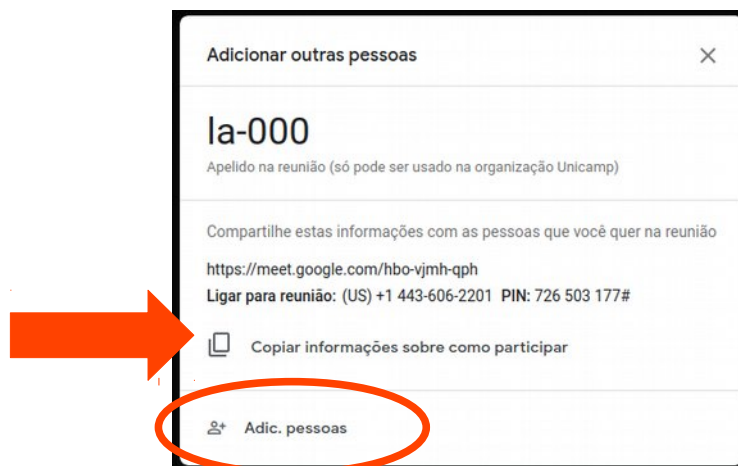 Adicionar outras pessoas
la-000
Apelido na reunião (só pode ser usado na organização Unicamp)
Compartilhe estas informações com as pessoas que você quer na reunião
https://meet.google.com/hbo-vjmh-qph
Ligar para reunião: (US) +1 443-606-2201 PIN: 726 503 177#
Copiar informações sobre como participar
Adic. pessoas